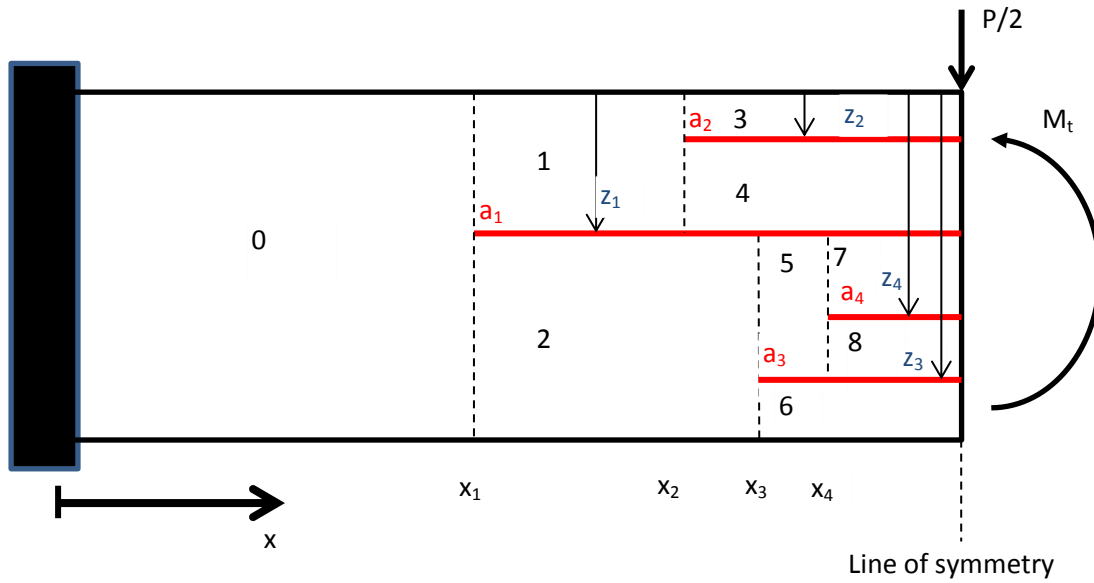 P/2
a₂ 3 z₂
Mₜ
1
z₁ 4
a₁
0 5 7
z₄
a₄
2 8
a₃ z₃
6
x₁ x₂ x₃ x₄
x
Line of symmetry